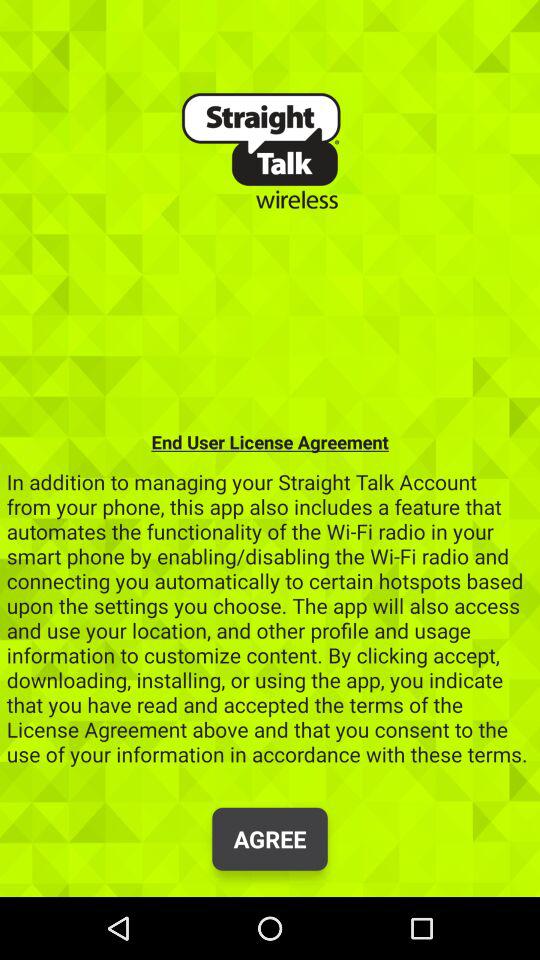 Straight
Talk®
wireless
End User License Agreement
In addition to managing your Straight Talk Account
from your phone, this app also includes a feature that
automates the functionality of the Wi-Fi radio in your
smart phone by enabling/disabling the Wi-Fi radio and
connecting you automatically to certain hotspots based
upon the settings you choose. The app will also access
and use your location, and other profile and usage
information to customize content. By clicking accept,
downloading, installing, or using the app, you indicate
that you have read and accepted the terms of the
License Agreement above and that you consent to the
use of your information in accordance with these terms.
AGREE